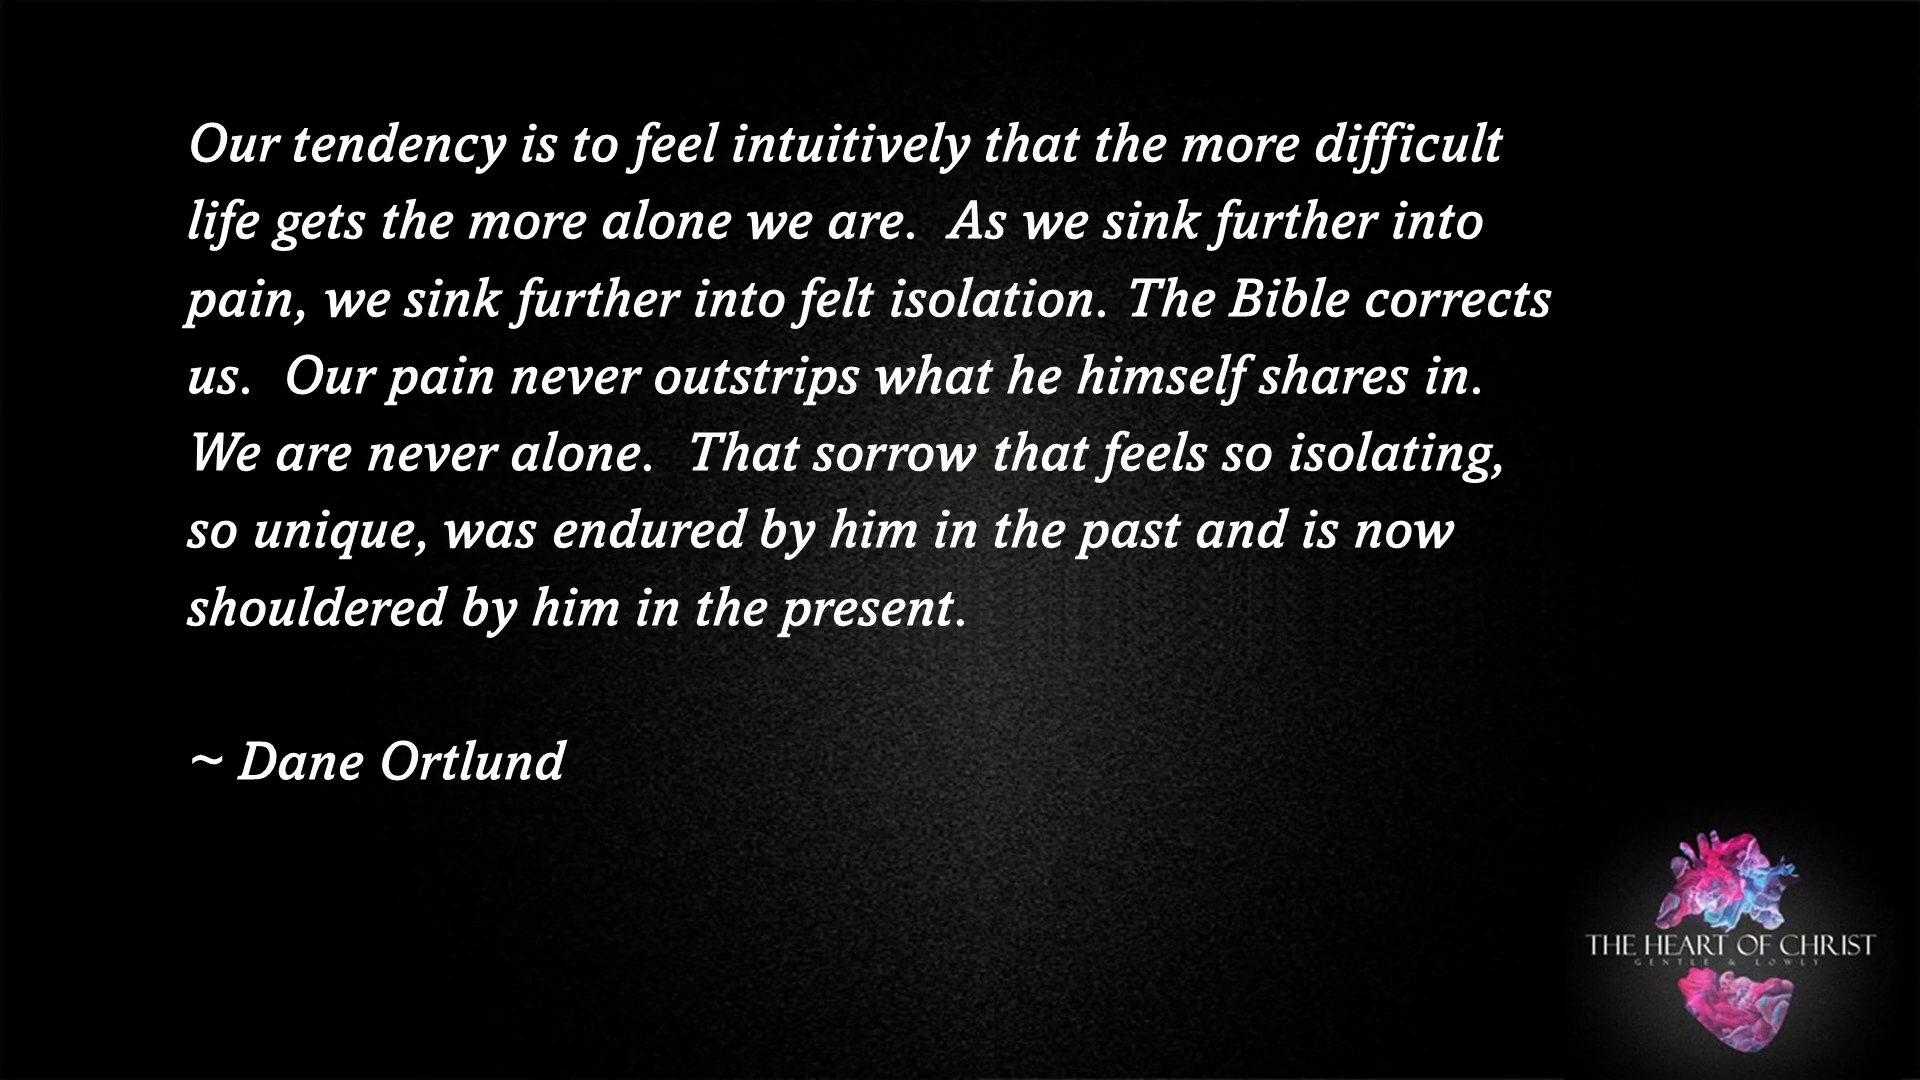 Our tendency is to feel intuitively that the more difficult
life gets the more alone we are.  As we sink further into
pain, we sink further into felt isolation. The Bible corrects
us.  Our pain never outstrips what he himself shares in.
We are never alone.  That sorrow that feels so isolating,
so unique, was endured by him in the past and is now
shouldered by him in the present.
~ Dane Ortlund
THE HEART OF CHRIST
GENTLE & LOWLY